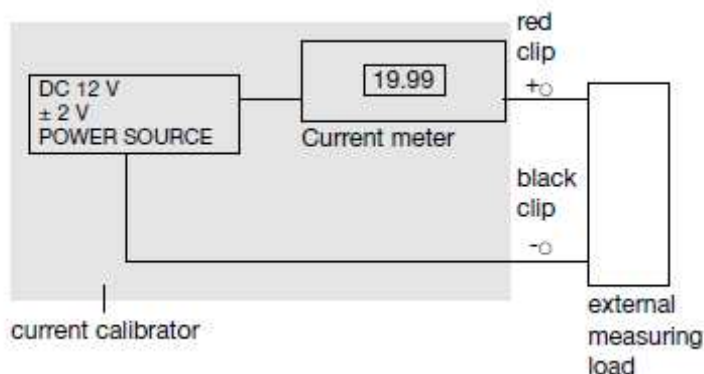 red
clip
+
19.99
DC 12 V
± 2 V
POWER SOURCE
Current meter
black
clip
-
current calibrator
external
measuring
load